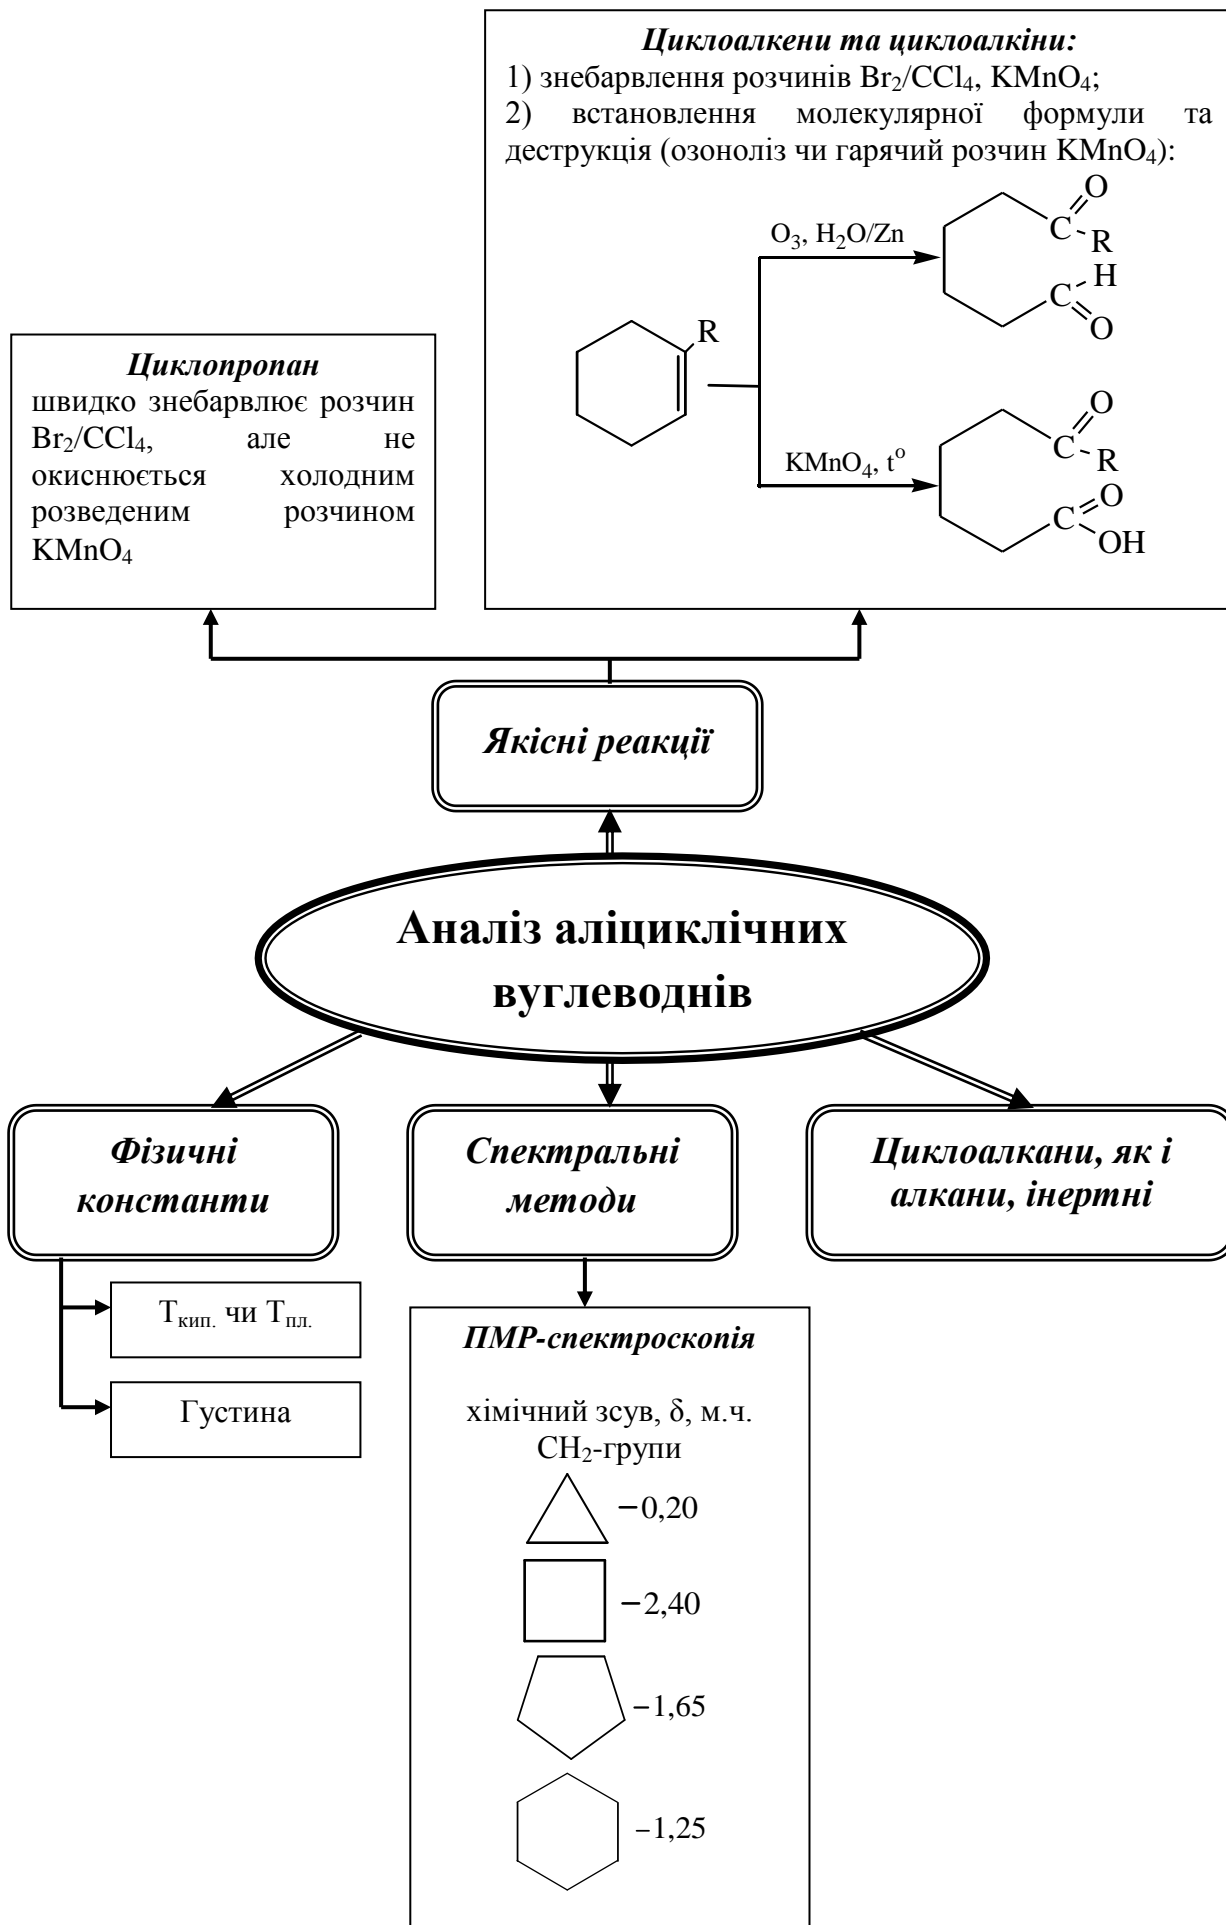 Циклоалкени та циклоалкіни:
1) знебарвлення розчинів Br₂/CCl₄, KMnO₄;
2) встановлення молекулярної формули та
деструкція (озоноліз чи гарячий розчин KMnO₄):
O₃, H₂O/Zn
C
O
R
C
H
O
R
KMnO₄, tᵒ
C
O
R
C
O
OH
Циклопропан
швидко знебарвлює розчин
Br₂/CCl₄, але не
окиснюється холодним
розведеним розчином
KMnO₄
Якісні реакції
Аналіз аліциклічних
вуглеводнів
Фізичні
константи
Ткип. чи Тпл.
Густина
Спектральні
методи
ПМР-спектроскопія
хімічний зсув, δ, м.ч.
CH₂-групи
–0,20
–2,40
–1,65
–1,25
Циклоалкани, як і
алкани, інертні